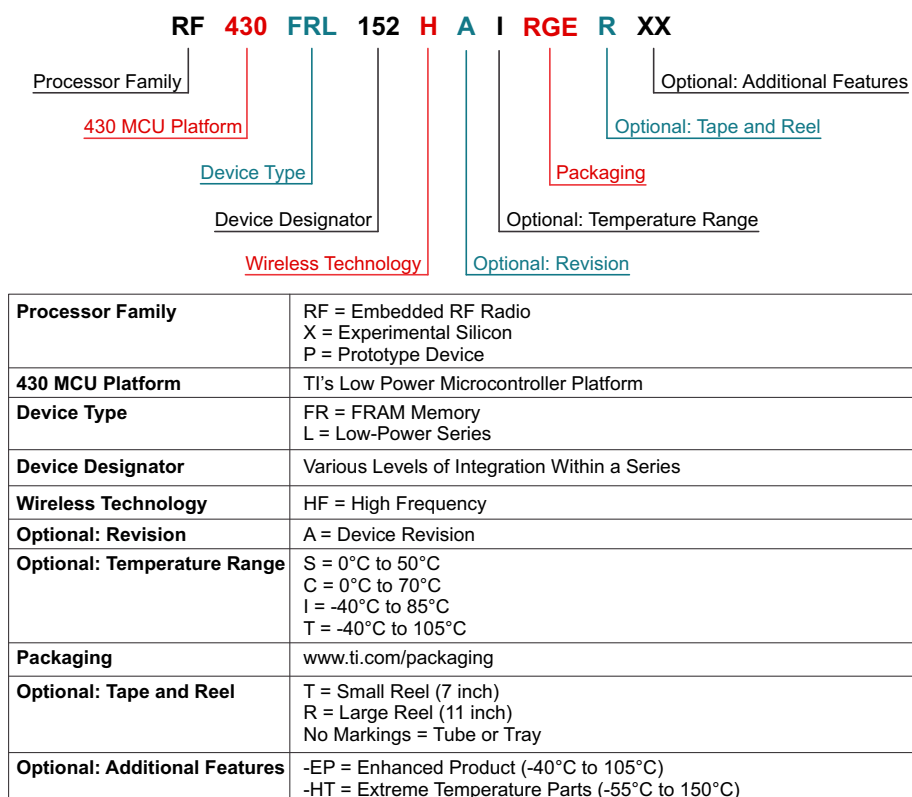 RF 430 FRL 152 H A I RGE R XX
Processor Family
Optional: Additional Features
430 MCU Platform
Optional: Tape and Reel
Device Type
Packaging
Device Designator
Optional: Temperature Range
Wireless Technology
Optional: Revision
Processor Family
RF = Embedded RF Radio
X = Experimental Silicon
P = Prototype Device
430 MCU Platform
TI's Low Power Microcontroller Platform
Device Type
FR = FRAM Memory
L = Low-Power Series
Device Designator
Various Levels of Integration Within a Series
Wireless Technology
HF = High Frequency
Optional: Revision
A = Device Revision
Optional: Temperature Range
S = 0°C to 50°C
C = 0°C to 70°C
I = -40°C to 85°C
T = -40°C to 105°C
Packaging
www.ti.com/packaging
Optional: Tape and Reel
T = Small Reel (7 inch)
R = Large Reel (11 inch)
No Markings = Tube or Tray
Optional: Additional Features
-EP = Enhanced Product (-40°C to 105°C)
-HT = Extreme Temperature Parts (-55°C to 150°C)